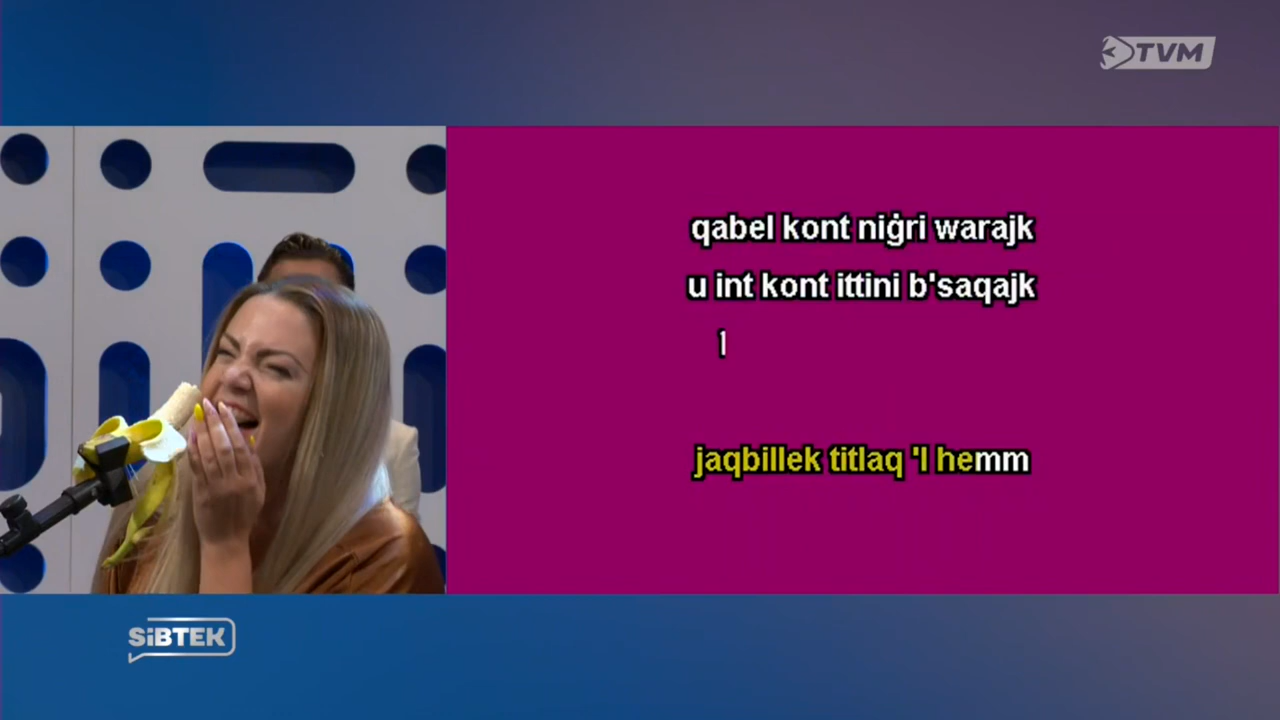 TVM
qabel kont niġri warajk
u int kont ittini b'saqajk
jaqbillek titlaq 'l hemm
SiBTEK